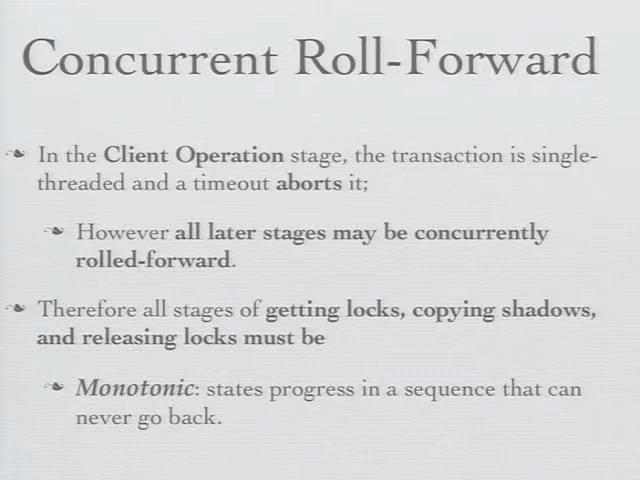 Concurrent Roll-Forward
In the Client Operation stage, the transaction is single-
threaded and a timeout aborts it;
However all later stages may be concurrently
rolled-forward.
Therefore all stages of getting locks, copying shadows,
and releasing locks must be
Monotonic: states progress in a sequence that can
never go back.